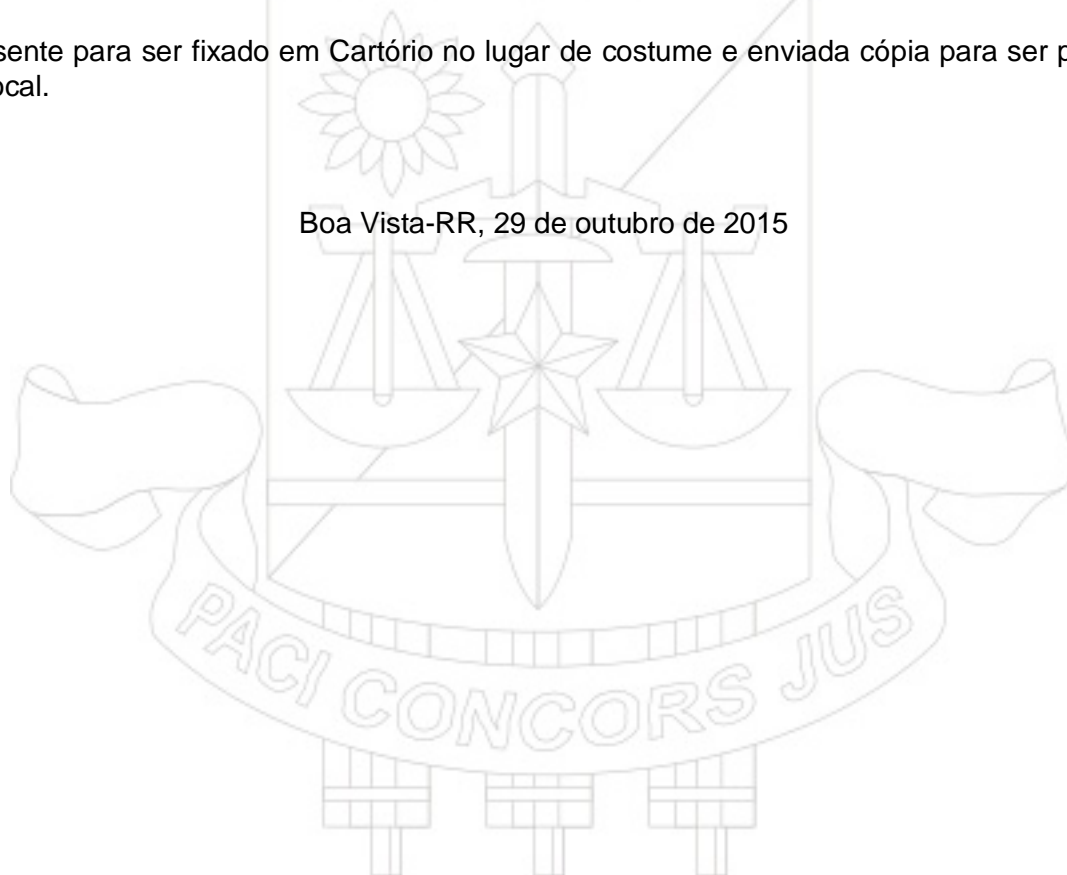 sente para ser fixado em Cartório no lugar de costume e enviada cópia para ser p
ocal.
Boa Vista-RR, 29 de outubro de 2015
PACI CONCORS JUS